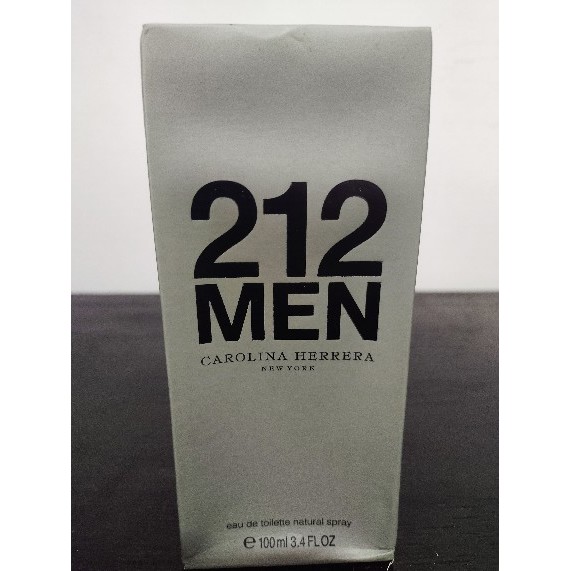 212
MEN
CAROLINA HERRERA
NEW YORK
eau de toilette natural spray
℮ 100 ml 3.4 FL OZ